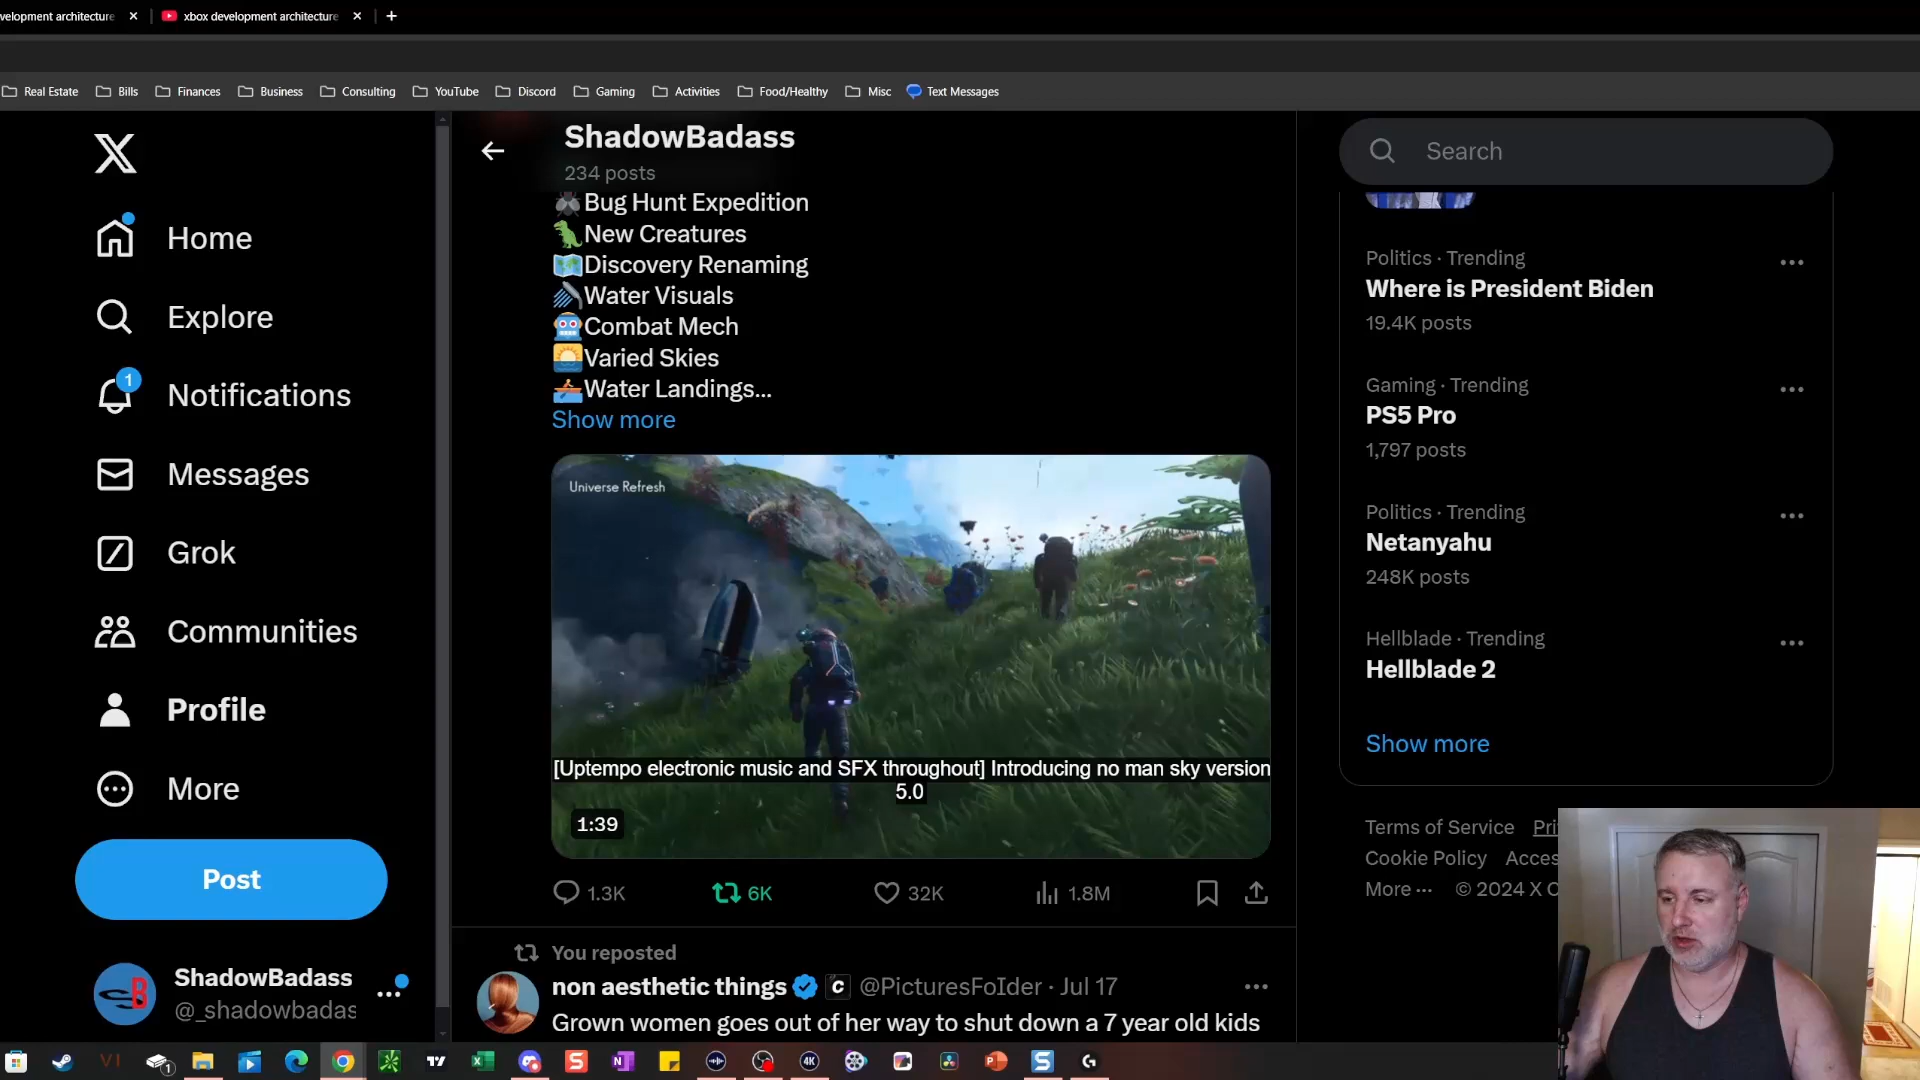 velopment architecture
xbox development architecture
Real Estate
Bills
Finances
Business
Consulting
YouTube
Discord
Gaming
Activities
Food/Healthy
Misc
Text Messages
Home
Explore
1
Notifications
Messages
Grok
Communities
Profile
More
Post
ShadowBadass
@_shadowbadas
ShadowBadass
234 posts
Bug Hunt Expedition
New Creatures
Discovery Renaming
Water Visuals
Combat Mech
Varied Skies
Water Landings...
Show more
Universe Refresh
[Uptempo electronic music and SFX throughout] Introducing no man sky version
5.0
1:39
1.3K
6K
32K
1.8M
You reposted
non aesthetic things @PicturesFoIder · Jul 17
Grown women goes out of her way to shut down a 7 year old kids
Search
Politics · Trending
Where is President Biden
19.4K posts
Gaming · Trending
PS5 Pro
1,797 posts
Politics · Trending
Netanyahu
248K posts
Hellblade · Trending
Hellblade 2
Show more
Terms of Service Pri
Cookie Policy Acces
More ··· © 2024 X C